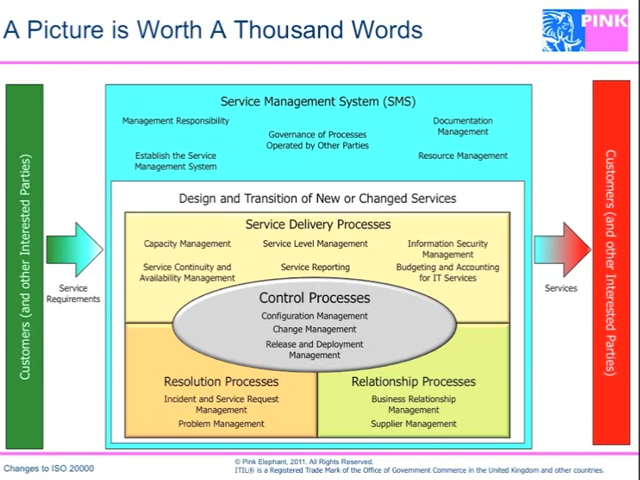 A Picture is Worth A Thousand Words
PINK
Service Management System (SMS)
Management Responsibility
Governance of Processes
Operated by Other Parties
Documentation
Management
Establish the Service
Management System
Resource Management
Design and Transition of New or Changed Services
Service Delivery Processes
Capacity Management
Service Level Management
Information Security
Management
Service Continuity and
Availability Management
Service Reporting
Budgeting and Accounting
for IT Services
Control Processes
Configuration Management
Change Management
Release and Deployment
Management
Resolution Processes
Incident and Service Request
Management
Problem Management
Relationship Processes
Business Relationship
Management
Supplier Management
Customers (and other Interested Parties)
Service
Requirements
Services
Customers (and other Interested Parties)
Changes to ISO 20000
© Pink Elephant, 2011. All Rights Reserved.
ITIL® is a Registered Trade Mark of the Office of Government Commerce in the United Kingdom and other countries.